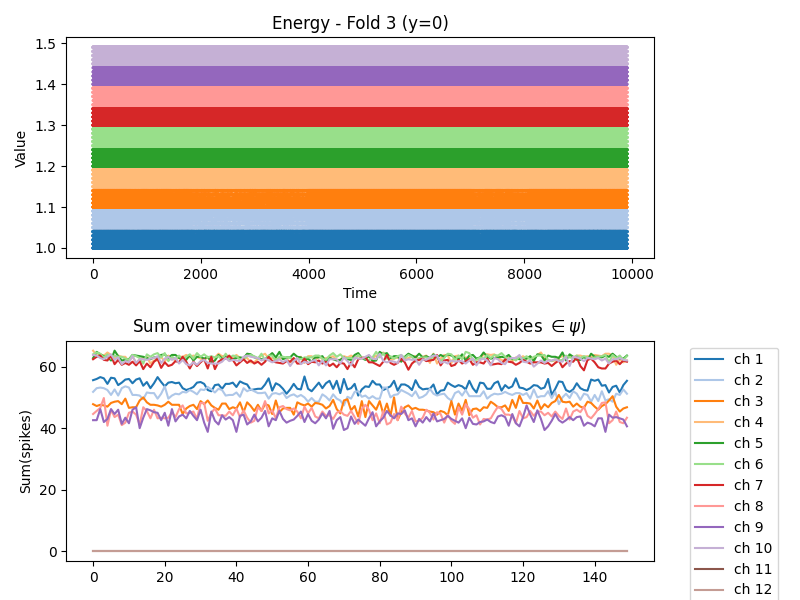 Energy - Fold 3 (y=0)
1.5
1.4
1.3
1.2
1.1
1.0
Value
0 2000 4000 6000 8000 10000
Time
Sum over timewindow of 100 steps of avg(spikes ∈ψ)
60
40
20
0
Sum(spikes)
0 20 40 60 80 100 120 140
ch 1
ch 2
ch 3
ch 4
ch 5
ch 6
ch 7
ch 8
ch 9
ch 10
ch 11
ch 12